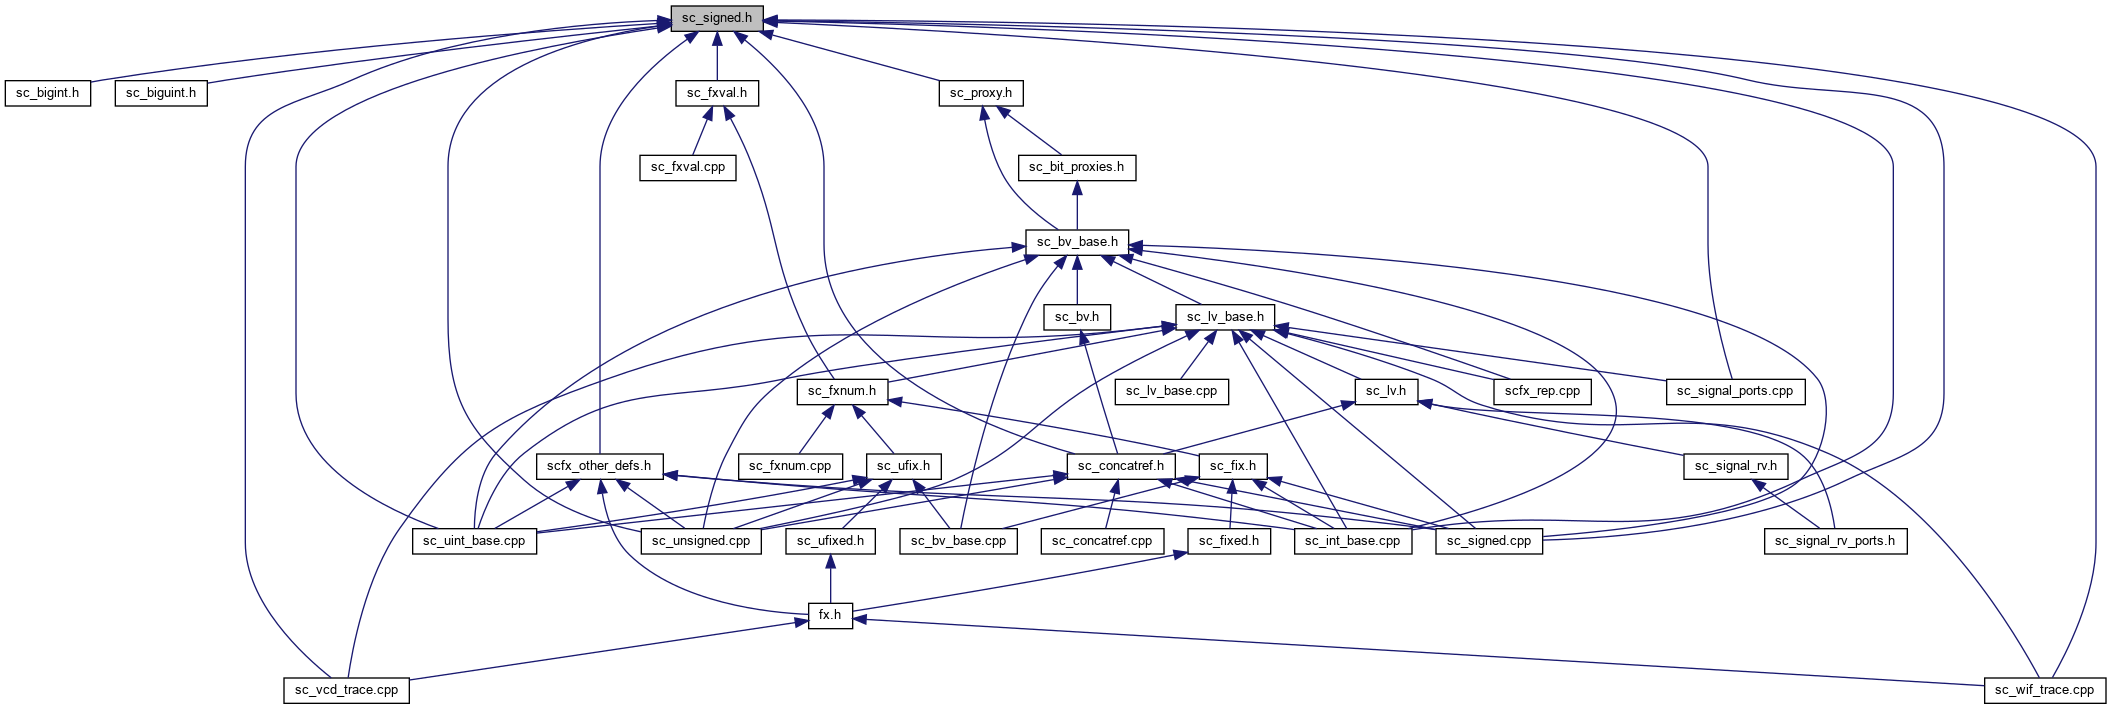 sc_signed.h
sc_bigint.h
sc_biguint.h
sc_fxval.h
sc_proxy.h
sc_fxval.cpp
sc_bit_proxies.h
sc_bv_base.h
sc_bv.h
sc_lv_base.h
sc_fxnum.h
sc_lv_base.cpp
sc_lv.h
scfx_rep.cpp
sc_signal_ports.cpp
scfx_other_defs.h
sc_fxnum.cpp
sc_ufix.h
sc_concatref.h
sc_fix.h
sc_signal_rv.h
sc_uint_base.cpp
sc_unsigned.cpp
sc_ufixed.h
sc_bv_base.cpp
sc_concatref.cpp
sc_fixed.h
sc_int_base.cpp
sc_signed.cpp
sc_signal_rv_ports.h
fx.h
sc_vcd_trace.cpp
sc_wif_trace.cpp